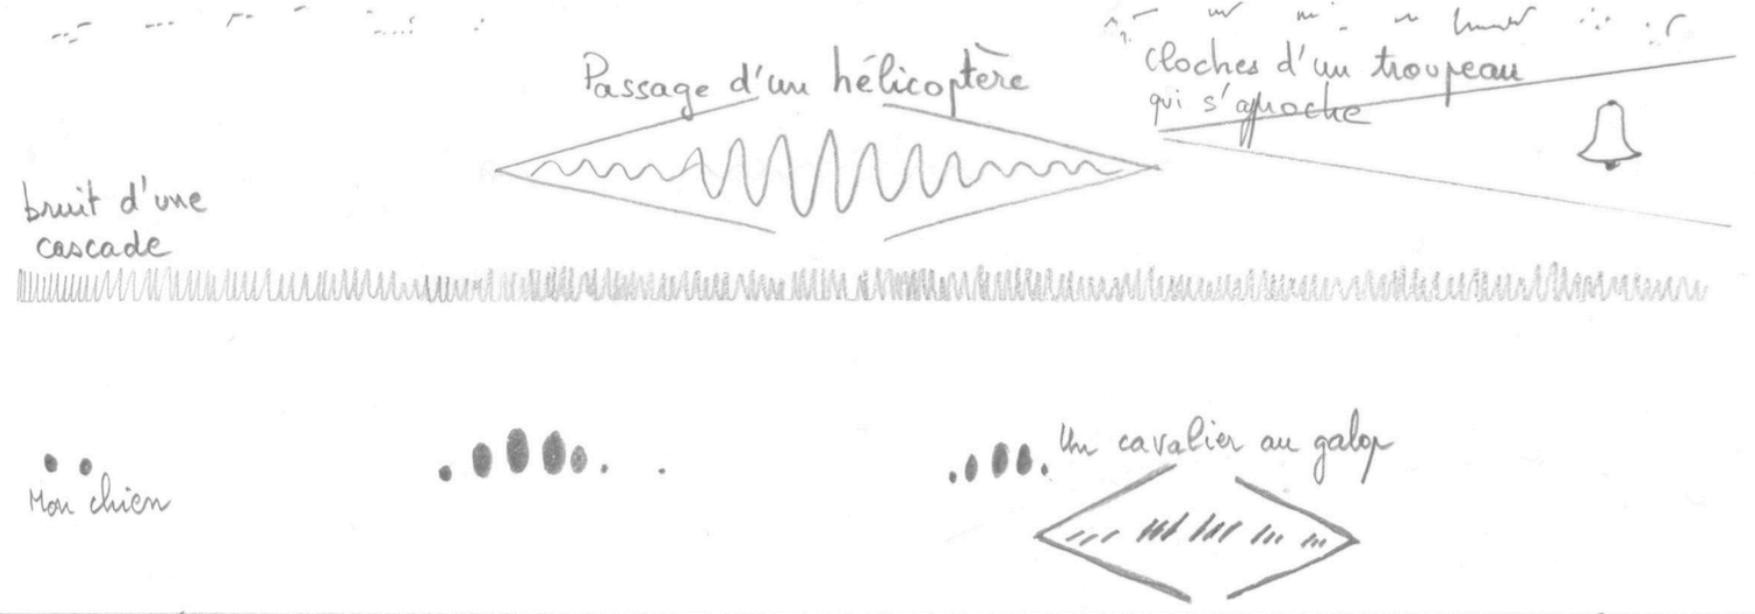 Passage d'un hélicoptère
cloches d'un troupeau
qui s'approche
bruit d'une
cascade
Un cavalier au galop
Mon chien